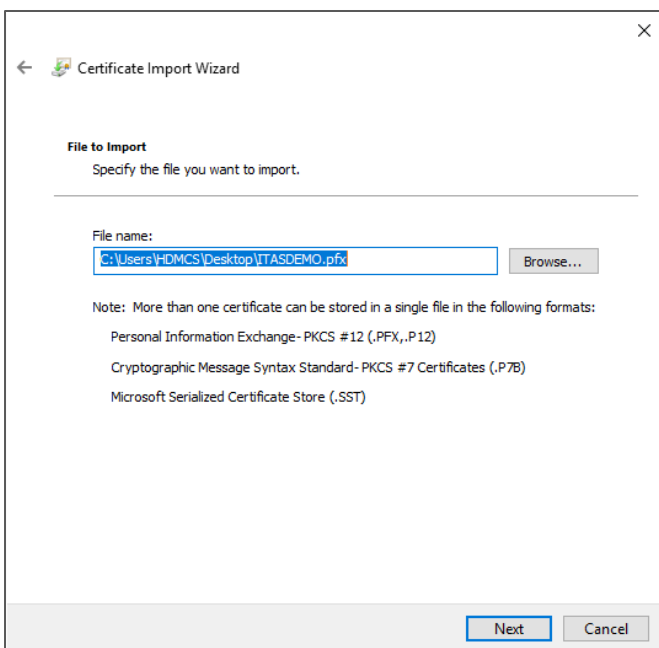 Certificate Import Wizard
File to Import
Specify the file you want to import.
File name:
C:\Users\HDMCS\Desktop\ITASDEMO.pfx
Browse...
Note: More than one certificate can be stored in a single file in the following formats:
Personal Information Exchange- PKCS #12 (.PFX,.P12)
Cryptographic Message Syntax Standard- PKCS #7 Certificates (.P7B)
Microsoft Serialized Certificate Store (.SST)
Next
Cancel